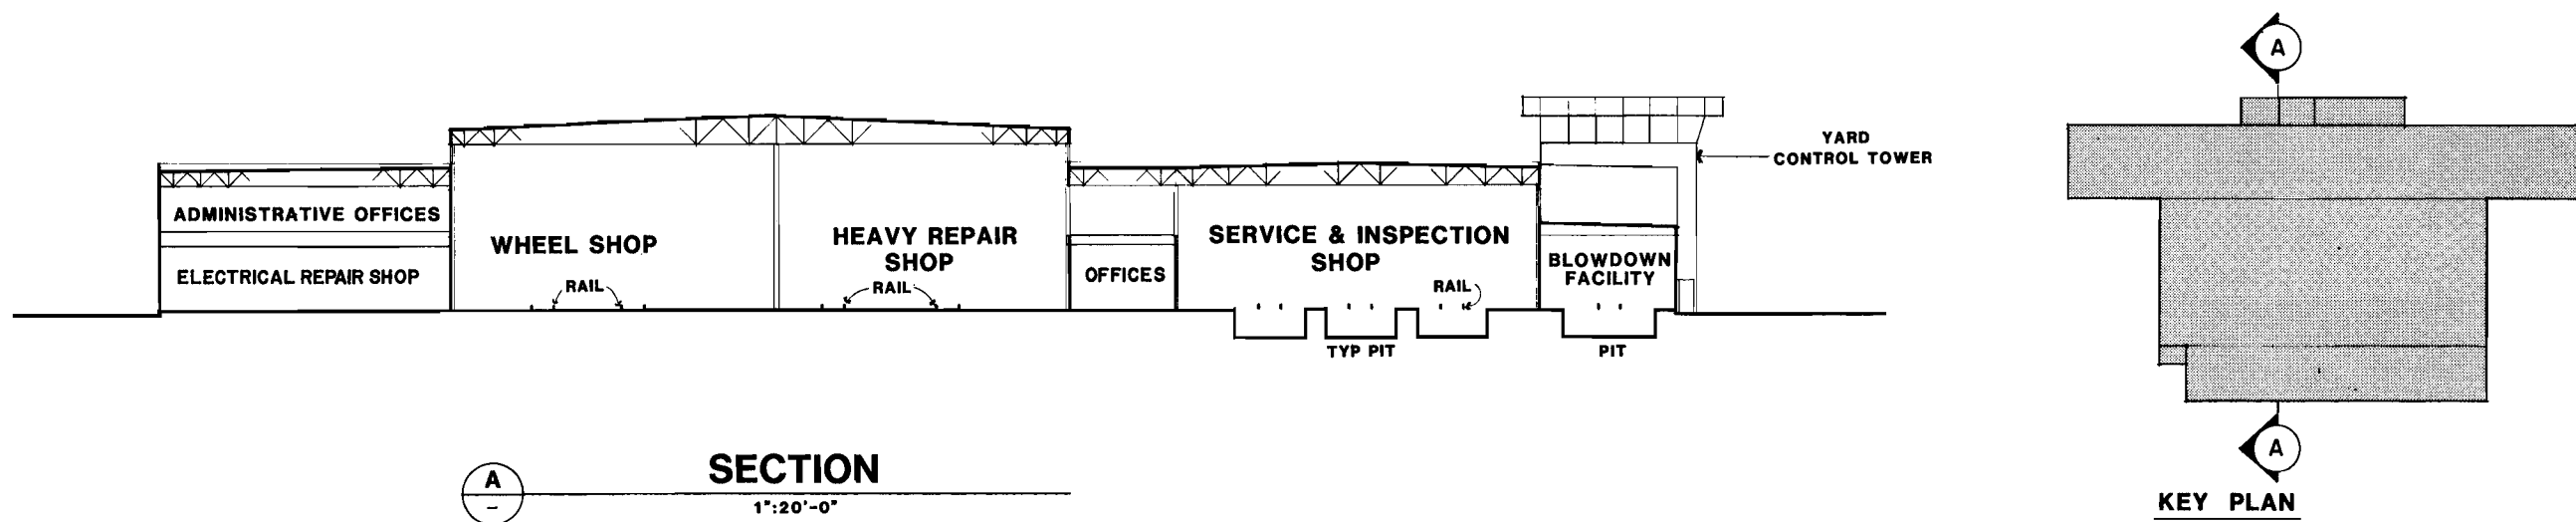 A
YARD
CONTROL TOWER
ADMINISTRATIVE OFFICES
WHEEL SHOP
HEAVY REPAIR
SHOP
SERVICE & INSPECTION
SHOP
ELECTRICAL REPAIR SHOP
OFFICES
BLOWDOWN
FACILITY
RAIL
RAIL
RAIL
TYP PIT
PIT
A
SECTION
A
-
1":20'-0"
KEY PLAN